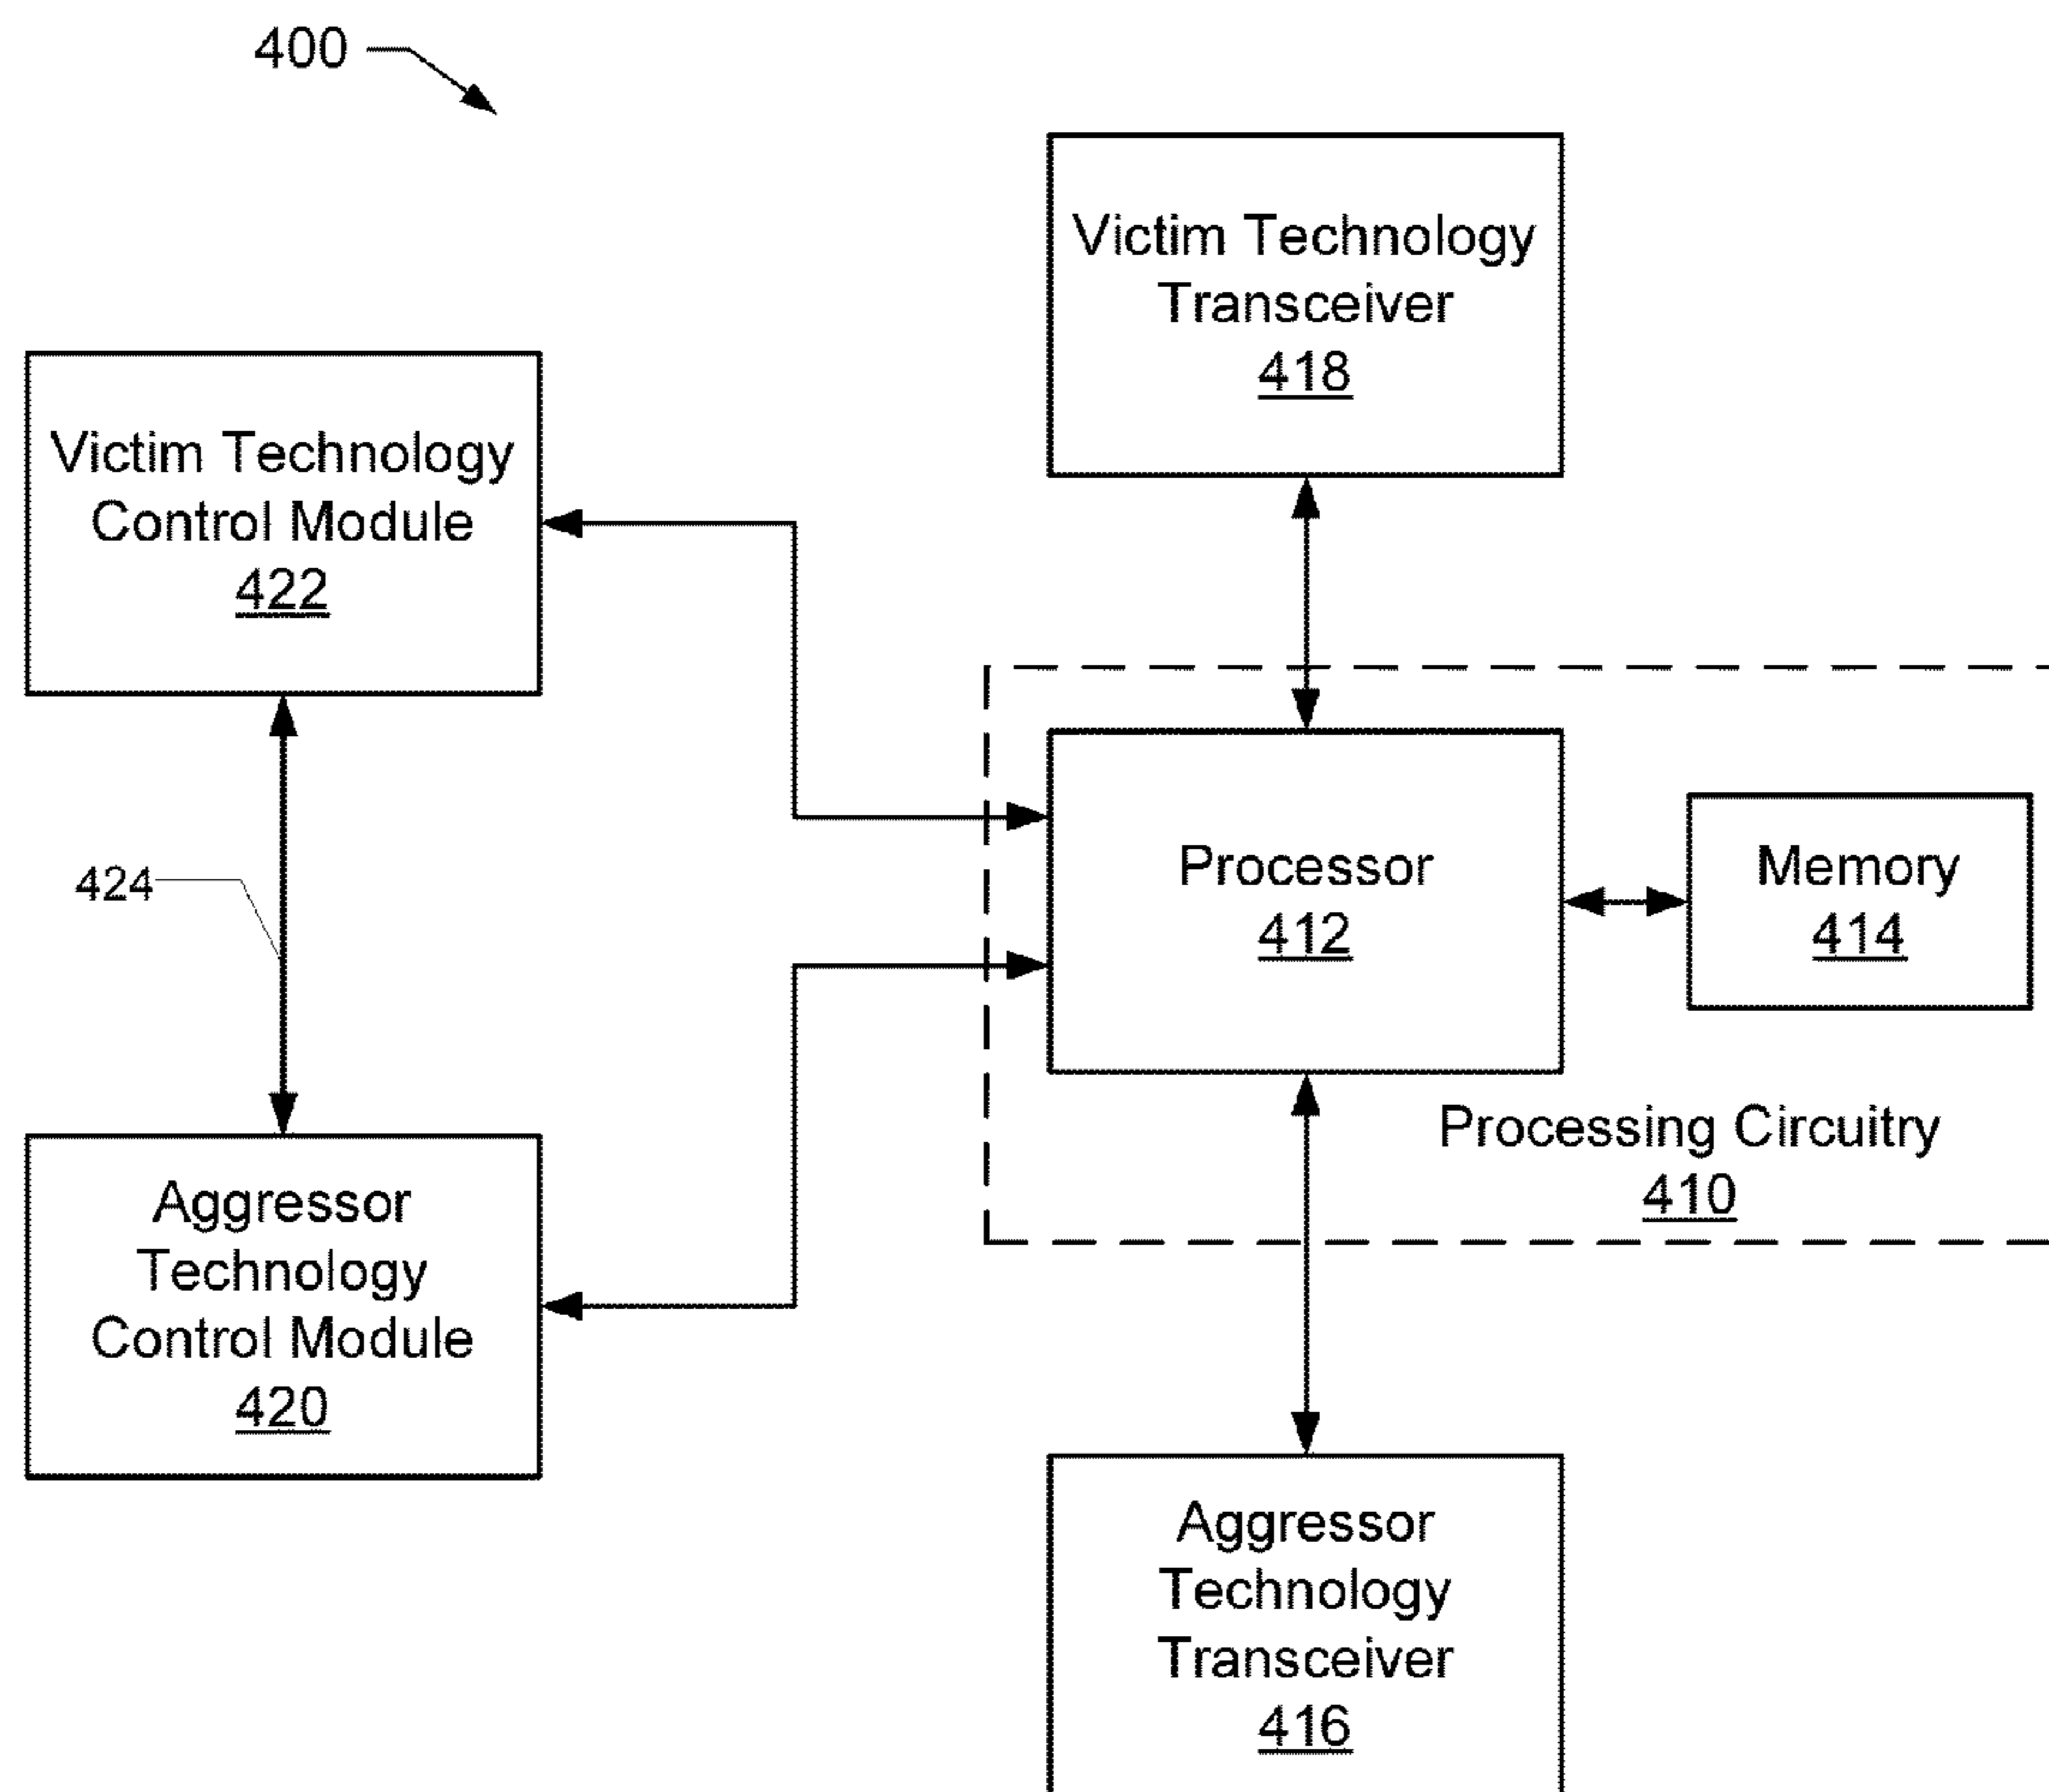 400
Victim Technology
Transceiver
418
Victim Technology
Control Module
422
424
Processor
412
Memory
414
Processing Circuitry
410
Aggressor
Technology
Control Module
420
Aggressor
Technology
Transceiver
416